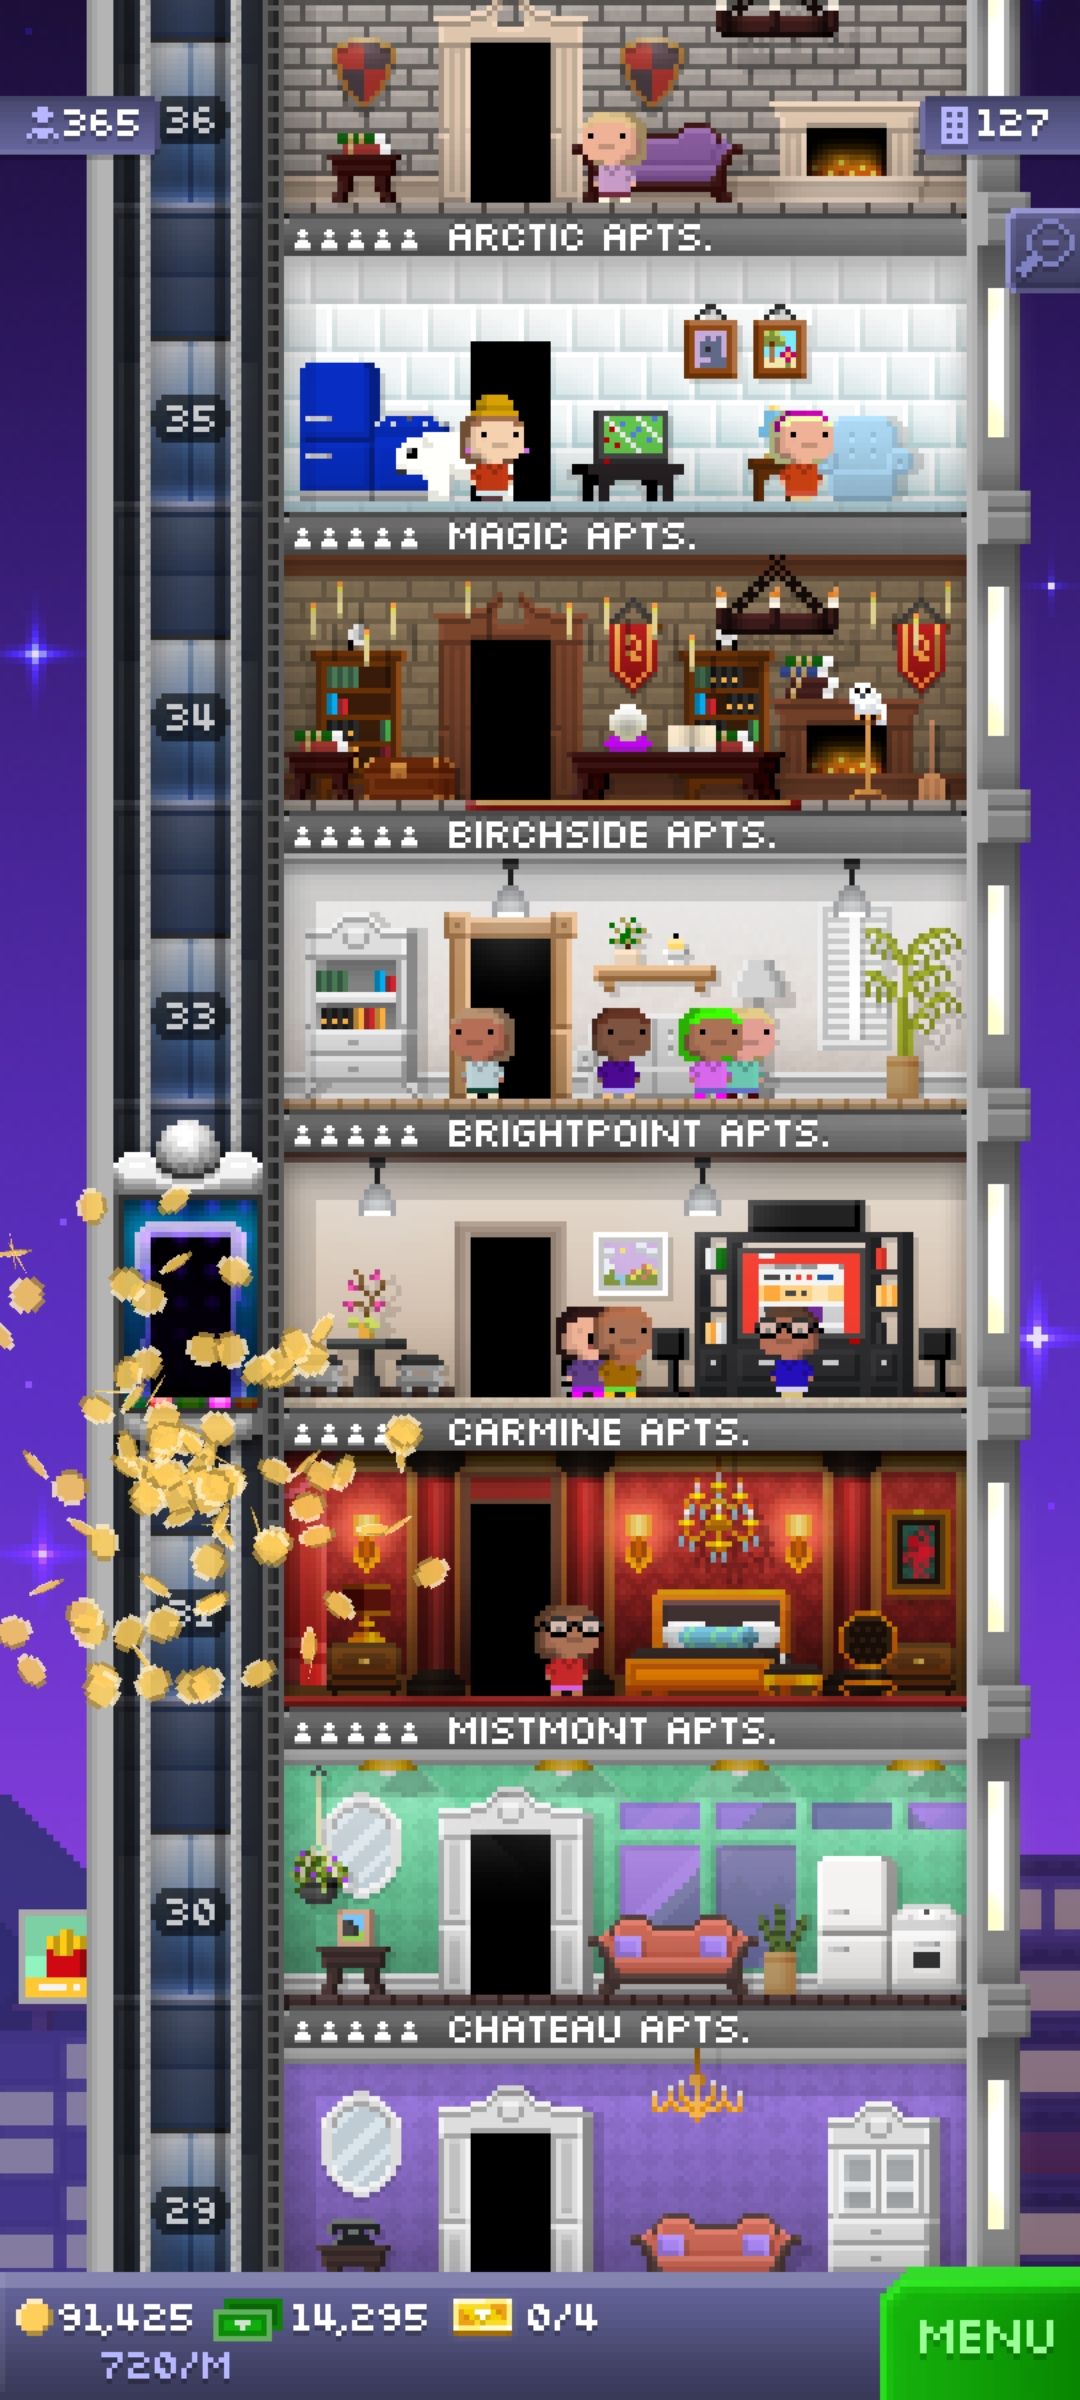 365
36
127
ARCTIC APTS.
35
MAGIC APTS.
34
BIRCHSIDE APTS.
33
BRIGHTPOINT APTS.
CARMINE APTS.
31
MISTMONT APTS.
30
CHATEAU APTS.
29
91,425 14,295 0/4
720/M
MENU